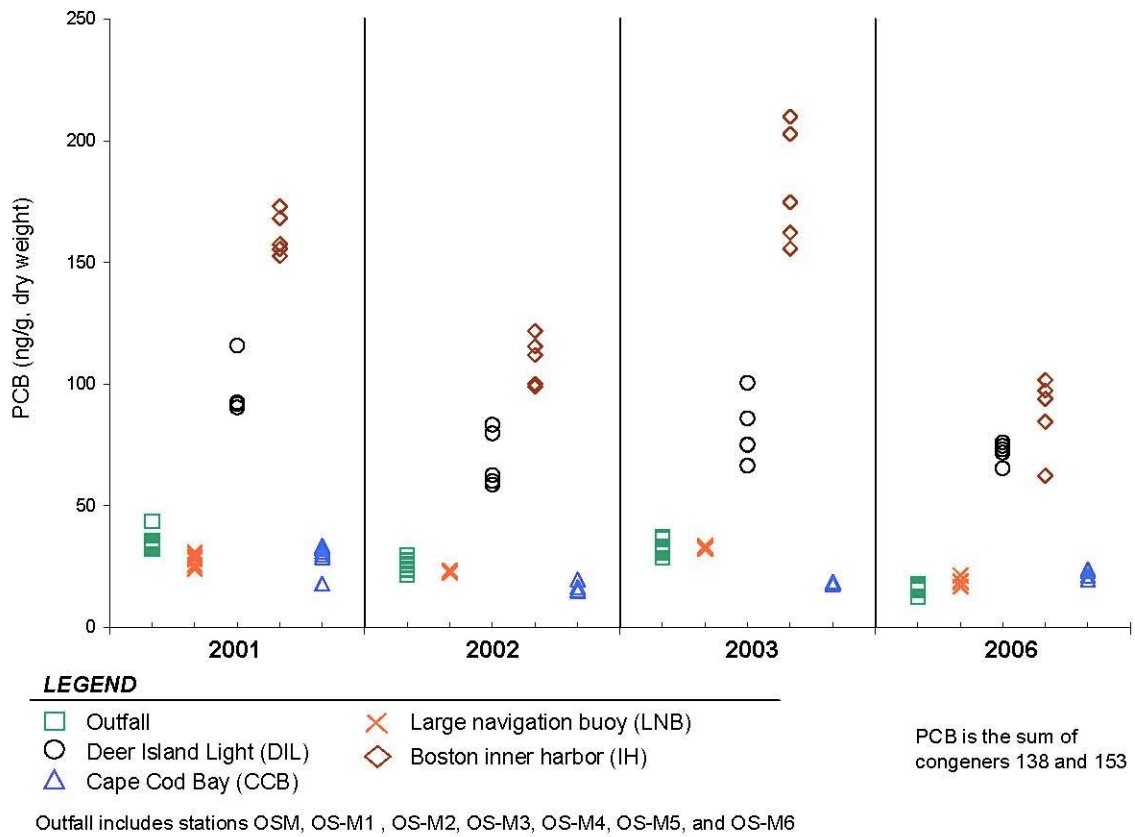 250
200
150
100
50
0
PCB (ng/g, dry weight)
2001 2002 2003 2006
LEGEND
Outfall
Large navigation buoy (LNB)
Deer Island Light (DIL)
Boston inner harbor (IH)
Cape Cod Bay (CCB)
PCB is the sum of
congeners 138 and 153
Outfall includes stations OSM, OS-M1 , OS-M2, OS-M3, OS-M4, OS-M5, and OS-M6